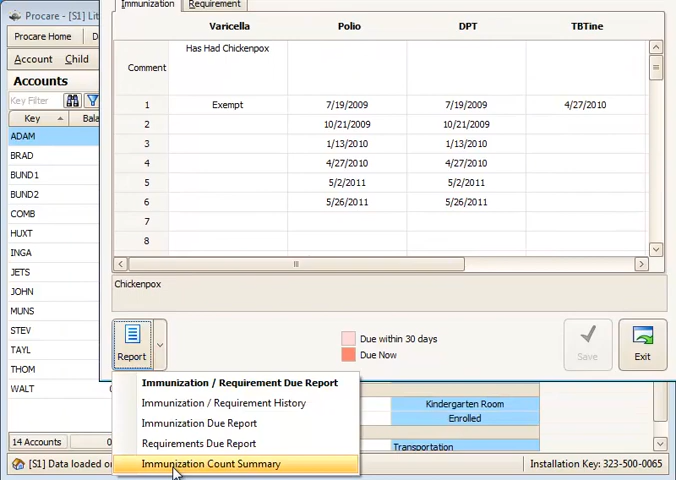 Procare - [S1] Lit
Immunization Requirement
Procare Home D
Account Child
Accounts
Key Filter
Key Bala
ADAM
BRAD
BUND1
BUND2
COMB
HUXT
INGA
JETS
JOHN
MUNS
STEV
TAYL
THOM
WALT
14 Accounts 0
Varicella Polio DPT TBTine
Comment Has Had Chickenpox
1 Exempt 7/19/2009 7/19/2009 4/27/2010
2 10/21/2009 10/21/2009
3 1/13/2010 1/13/2010
4 4/27/2010 4/27/2010
5 5/2/2011 5/2/2011
6 5/26/2011 5/26/2011
7
8
Chickenpox
Report
Due within 30 days
Due Now
Save
Exit
Immunization / Requirement Due Report
Immunization / Requirement History
Immunization Due Report
Requirements Due Report
Immunization Count Summary
Kindergarten Room
Enrolled
Transportation
[S1] Data loaded on
Installation Key: 323-500-0065